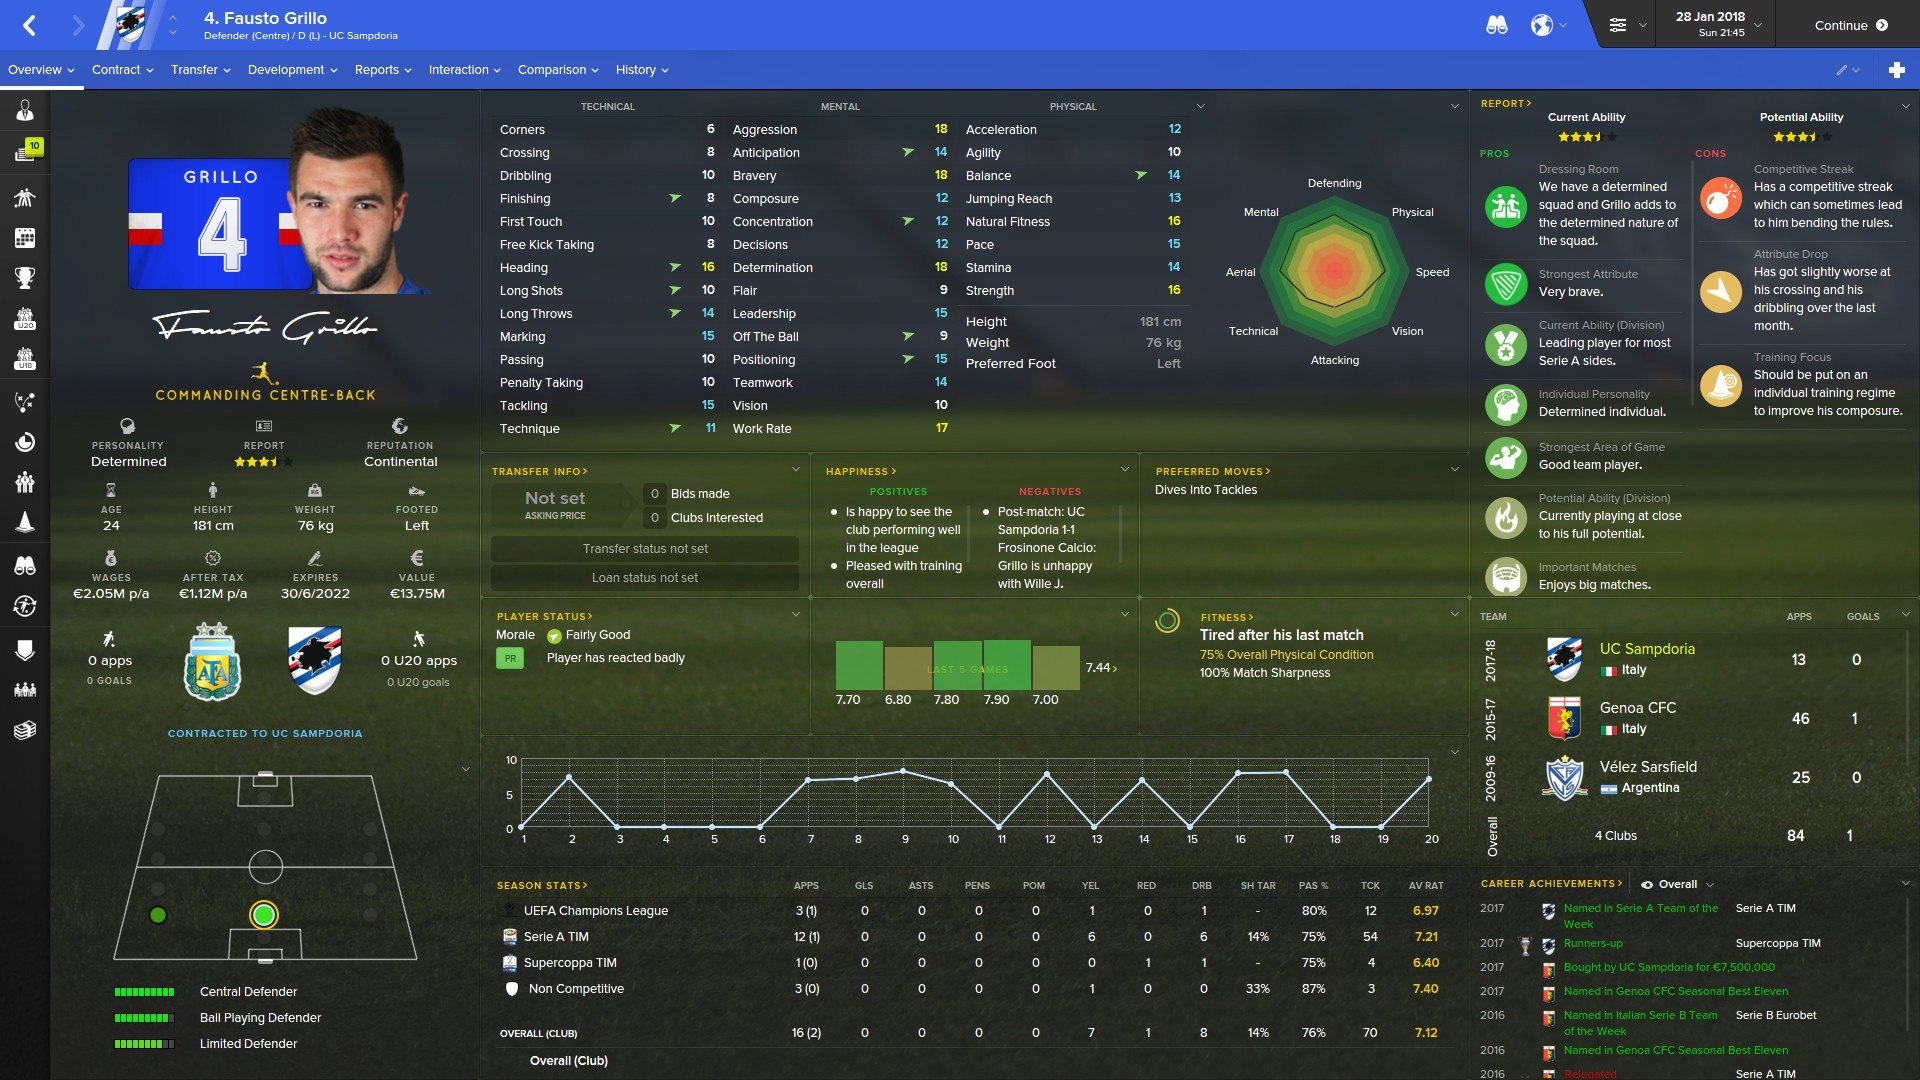 4. Fausto Grillo
Defender (Centre) / D (L) - UC Sampdoria
28 Jan 2018
Sun 21:45
Continue
Overview Contract Transfer Development Reports Interaction Comparison History
10
U20
U18
GRILLO
4
Fausto Grillo
COMMANDING CENTRE-BACK
PERSONALITY REPORT REPUTATION
Determined Continental
AGE HEIGHT WEIGHT FOOTED
24 181 cm 76 kg Left
WAGES AFTER TAX EXPIRES VALUE
€2.05M p/a €1.12M p/a 30/6/2022 €13.75M
0 apps 0 U20 apps
0 GOALS 0 U20 goals
AFA
CONTRACTED TO UC SAMPDORIA
Central Defender
Ball Playing Defender
Limited Defender
TECHNICAL MENTAL PHYSICAL
Corners 6 Aggression 18 Acceleration 12
Crossing 8 Anticipation 14 Agility 10
Dribbling 10 Bravery 18 Balance 14
Finishing 8 Composure 12 Jumping Reach 13
First Touch 10 Concentration 12 Natural Fitness 16
Free Kick Taking 8 Decisions 12 Pace 15
Heading 16 Determination 18 Stamina 14
Long Shots 10 Flair 9 Strength 16
Long Throws 14 Leadership 15 Height 181 cm
Marking 15 Off The Ball 9 Weight 76 kg
Passing 10 Positioning 15 Preferred Foot Left
Penalty Taking 10 Teamwork 14
Tackling 15 Vision 10
Technique 11 Work Rate 17
Defending
Mental Physical
Aerial Speed
Technical Vision
Attacking
TRANSFER INFO>
Not set
ASKING PRICE
0 Bids made
0 Clubs Interested
Transfer status not set
Loan status not set
HAPPINESS >
POSITIVES NEGATIVES
Is happy to see the
club performing well
in the league
Pleased with training
overall
Post-match: UC
Sampdoria 1-1
Frosinone Calcio:
Grillo is unhappy
with Wille J.
PREFERRED MOVES>
Dives Into Tackles
PLAYER STATUS>
Morale Fairly Good
PR Player has reacted badly
LAST 5 GAMES
7.44>
7.70 6.80 7.80 7.90 7.00
FITNESS>
Tired after his last match
75% Overall Physical Condition
100% Match Sharpness
10
5
0
1 2 3 4 5 6 7 8 9 10 11 12 13 14 15 16 17 18 19 20
SEASON STATS> APPS GLS ASTS PENS POM YEL RED DRB SH TAR PAS % TCK AV RAT
UEFA Champions League 3 (1) 0 0 0 0 1 0 1 - 80% 12 6.97
Serie A TIM 12 (1) 0 0 0 0 6 0 6 14% 75% 54 7.21
Supercoppa TIM 1 (0) 0 0 0 0 0 1 1 - 75% 4 6.40
Non Competitive 3 (0) 0 0 0 0 1 0 0 33% 87% 3 7.40
OVERALL (CLUB) 16 (2) 0 0 0 0 7 1 8 14% 76% 70 7.12
Overall (Club)
REPORT>
Current Ability Potential Ability
PROS CONS
Dressing Room
We have a determined
squad and Grillo adds to
the determined nature of
the squad.
Strongest Attribute
Very brave.
Current Ability (Division)
Leading player for most
Serie A sides.
Individual Personality
Determined individual.
Strongest Area of Game
Good team player.
Potential Ability (Division)
Currently playing at close
to his full potential.
Important Matches
Enjoys big matches.
Competitive Streak
Has a competitive streak
which can sometimes lead
to him bending the rules.
Attribute Drop
Has got slightly worse at
his crossing and his
dribbling over the last
month.
Training Focus
Should be put on an
individual training regime
to improve his composure.
TEAM APPS GOALS
2017-18 UC Sampdoria 13 0
Italy
2015-17 Genoa CFC 46 1
Italy
2009-16 Vélez Sarsfield 25 0
Argentina
Overall 4 Clubs 84 1
CAREER ACHIEVEMENTS> Overall
2017 Named in Serie A Team of the Serie A TIM
Week
2017 Runners-up Supercoppa TIM
2017 Bought by UC Sampdoria for €7,500,000
2017 Named in Genoa CFC Seasonal Best Eleven
2016 Named in Italian Serie B Team Serie B Eurobet
of the Week
2016 Named in Genoa CFC Seasonal Best Eleven
2016 Relegated Serie A TIM